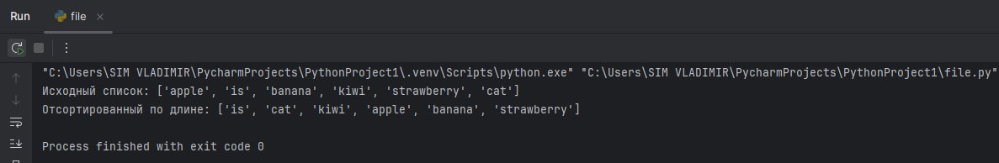 Run file
"C:\Users\SIM VLADIMIR\PycharmProjects\PythonProject1\.venv\Scripts\python.exe" "C:\Users\SIM VLADIMIR\PycharmProjects\PythonProject1\file.py"
Исходный список: ['apple', 'is', 'banana', 'kiwi', 'strawberry', 'cat']
Отсортированный по длине: ['is', 'cat', 'kiwi', 'apple', 'banana', 'strawberry']
Process finished with exit code 0